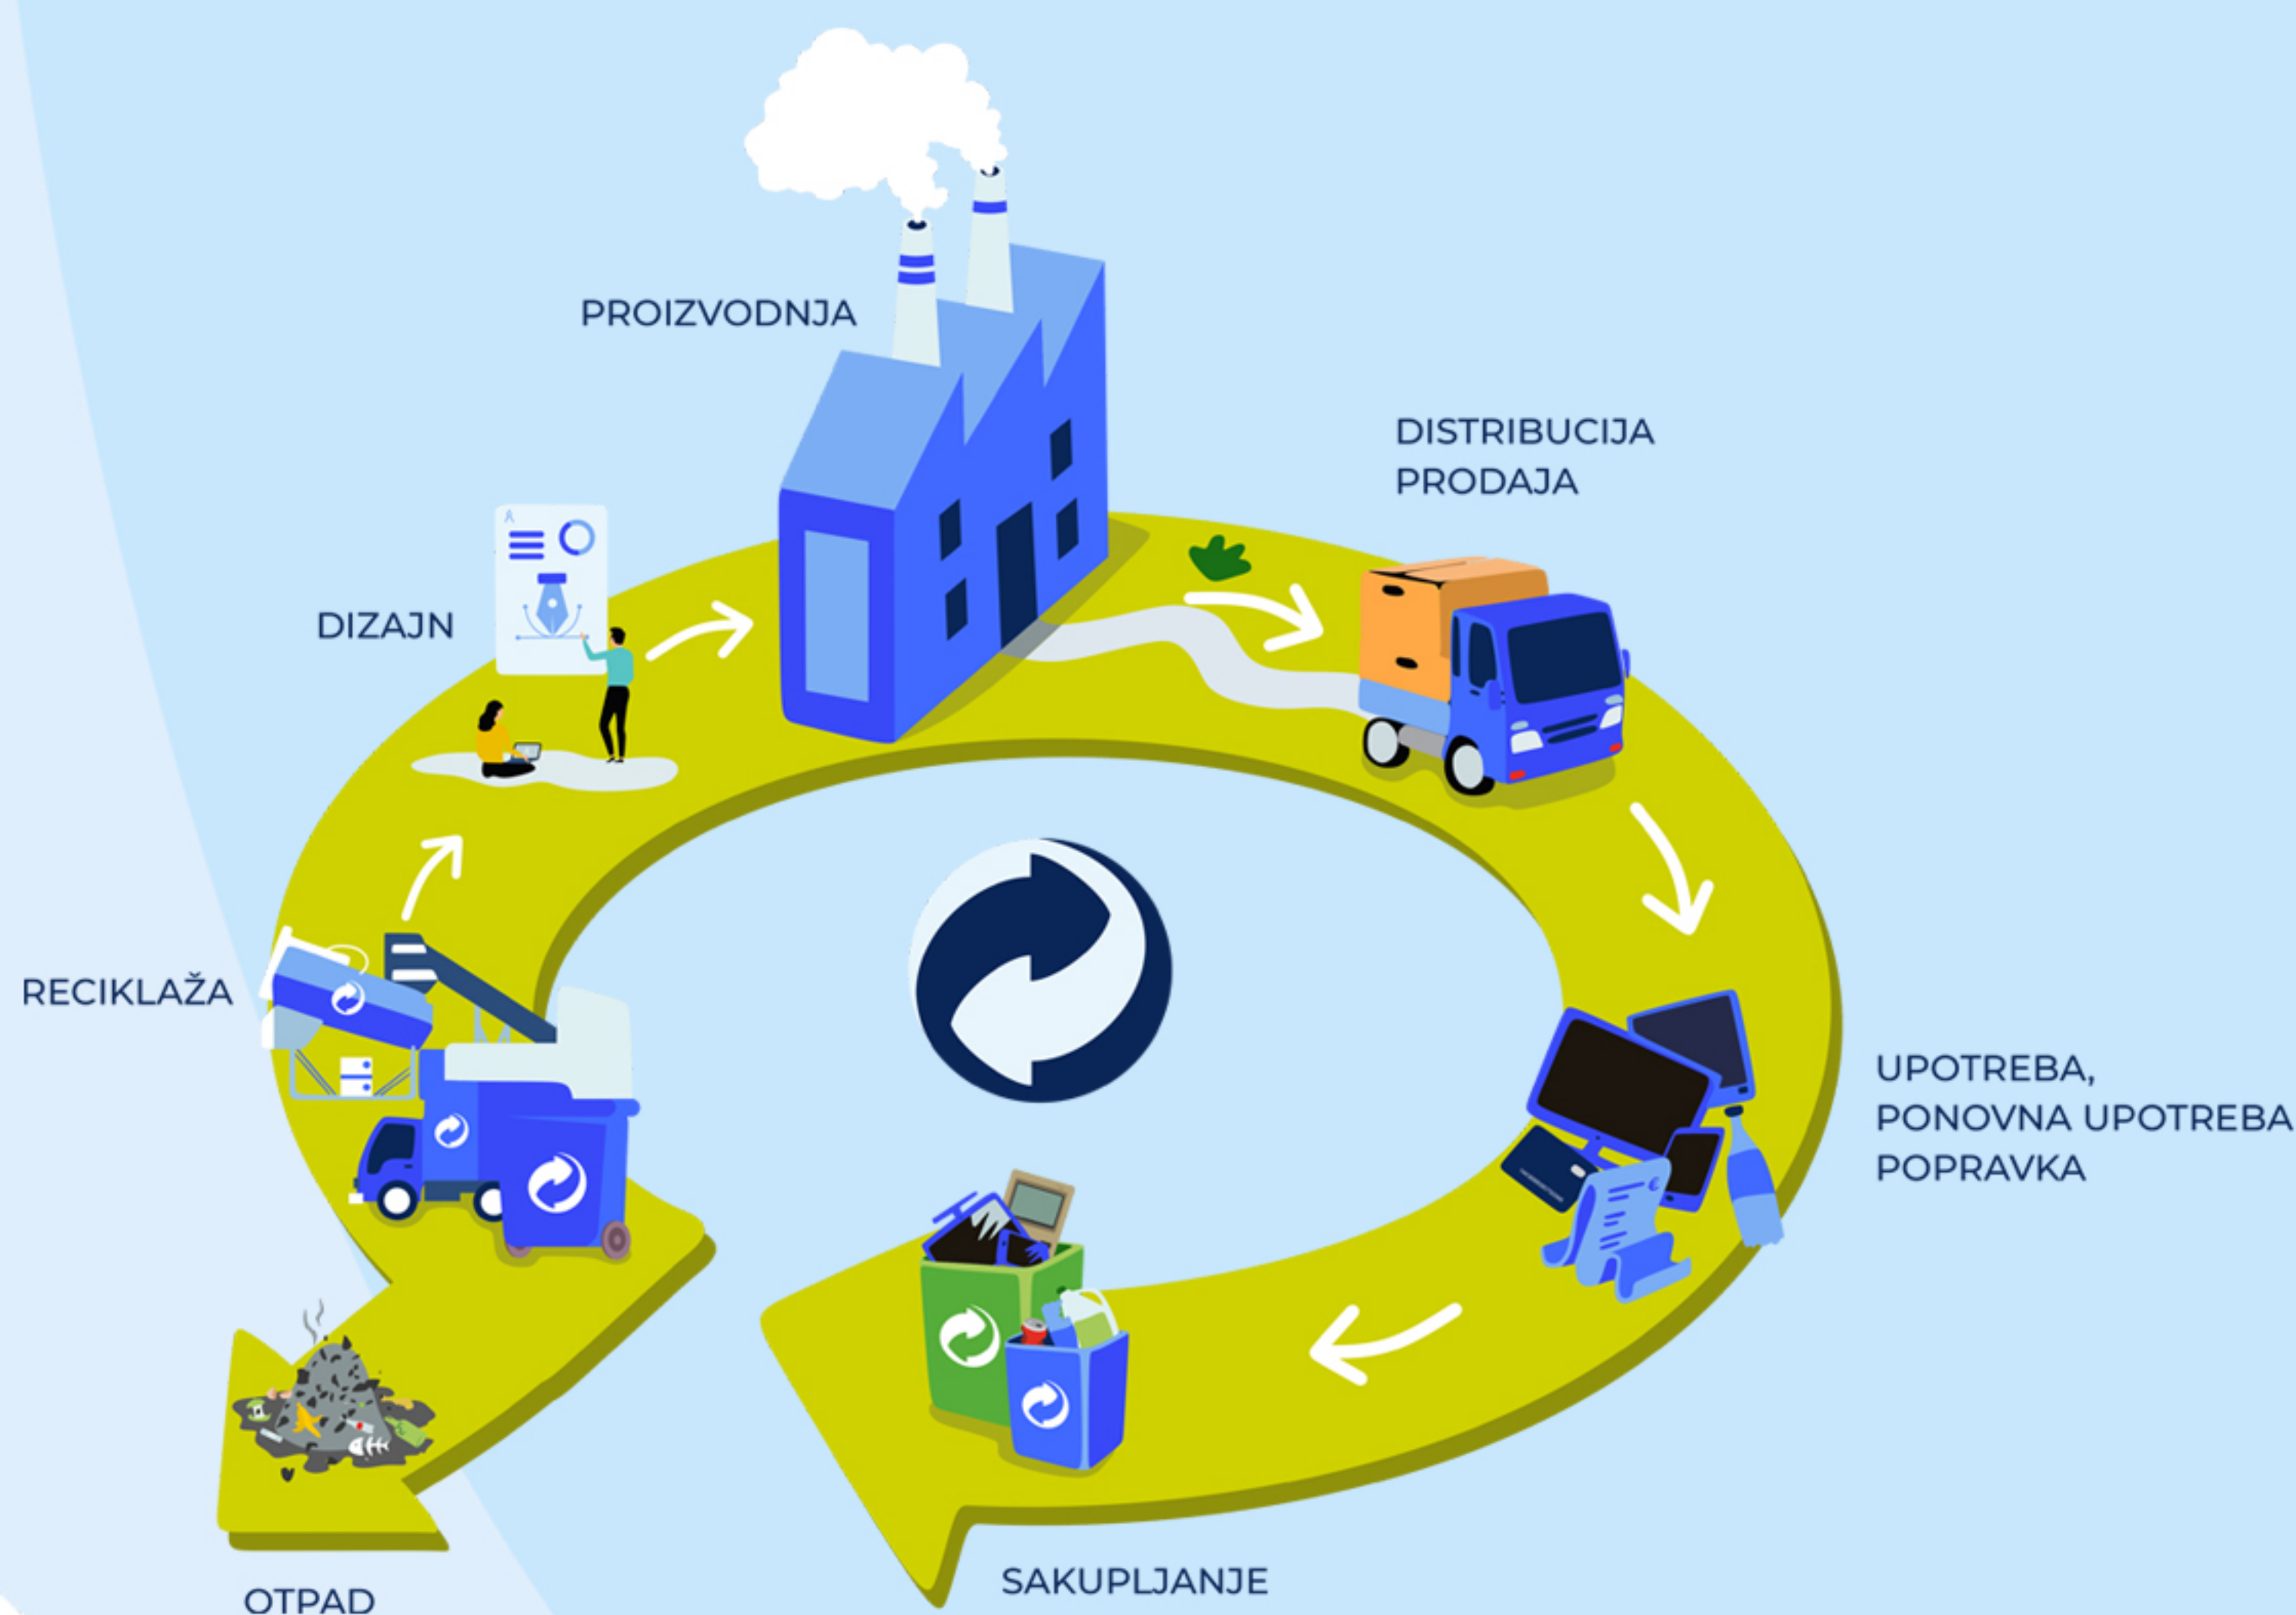 PROIZVODNJA
DISTRIBUCIJA
PRODAJA
DIZAJN
RECIKLAŽA
UPOTREBA,
PONOVNA UPOTREBA
POPRAVKA
SAKUPLJANJE
OTPAD